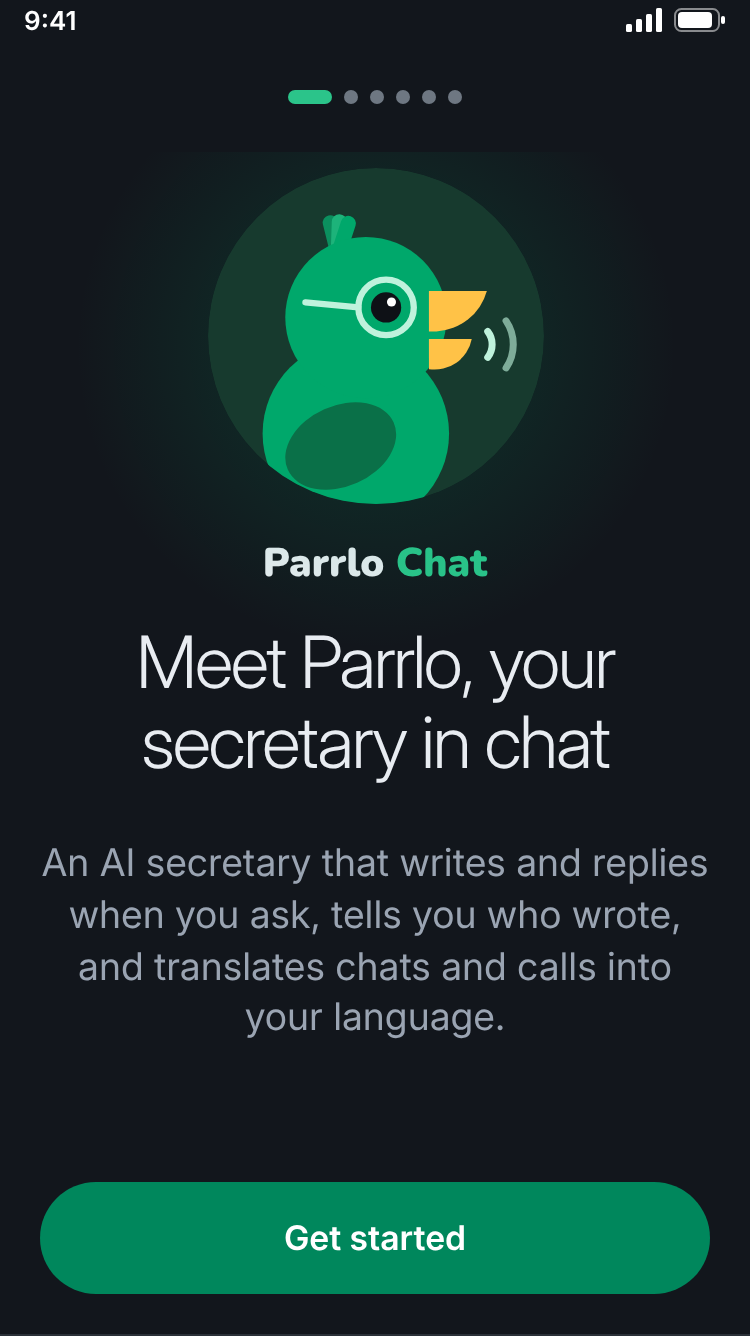 9:41
Parrlo Chat
Meet Parrlo, your
secretary in chat
An AI secretary that writes and replies
when you ask, tells you who wrote,
and translates chats and calls into
your language.
Get started